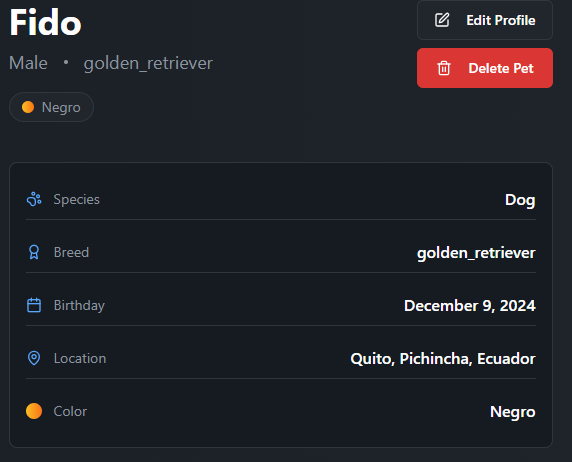 Fido
Edit Profile
Male • golden_retriever
Delete Pet
Negro
Species Dog
Breed golden_retriever
Birthday December 9, 2024
Location Quito, Pichincha, Ecuador
Color Negro